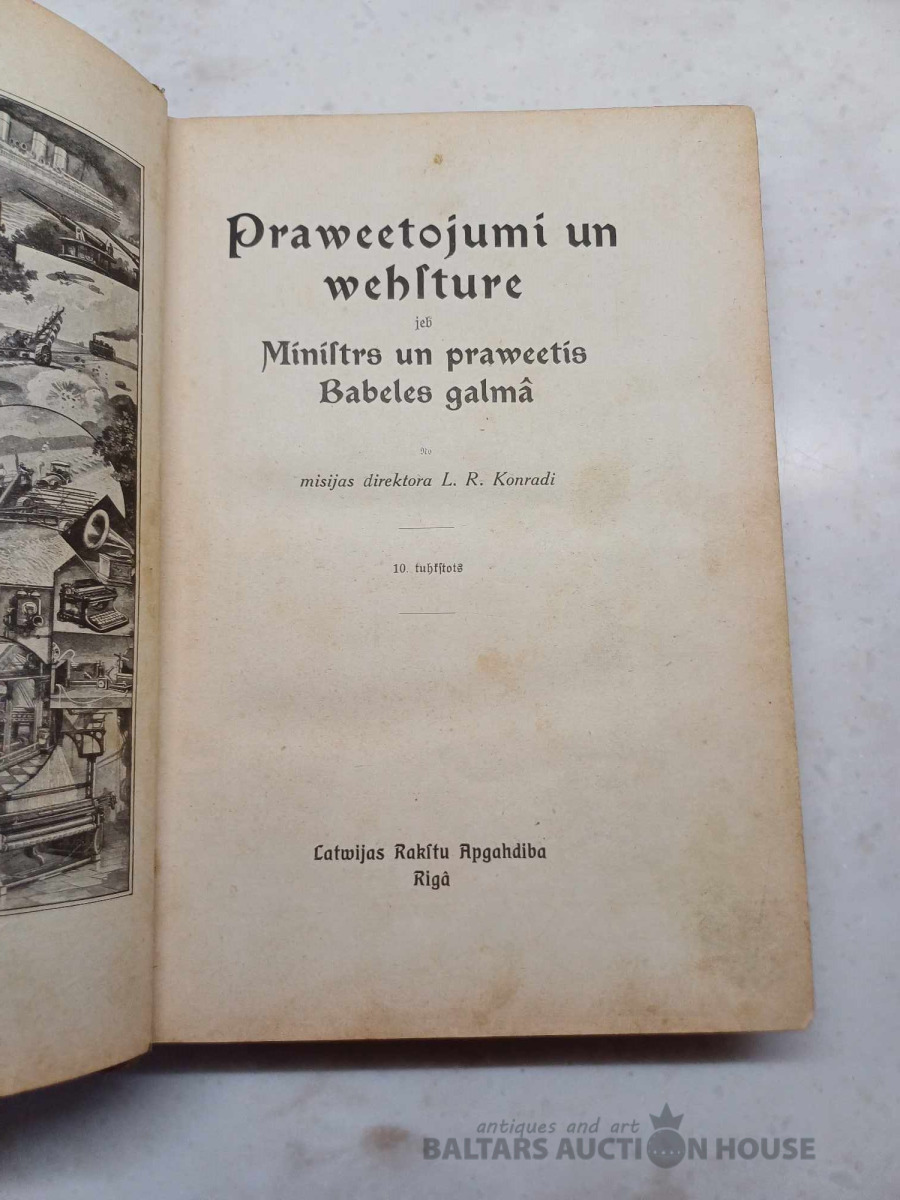 Praweetojumi un
wehſture
jeb
Miniſtrs un praweetis
Babeles galmâ
No
misijas direktora L. R. Konradi
10. tuhkſtots
Latwijas Rakſtu Apgahdiba
Rigâ
antiques and art
BALTARS AUCTION HOUSE